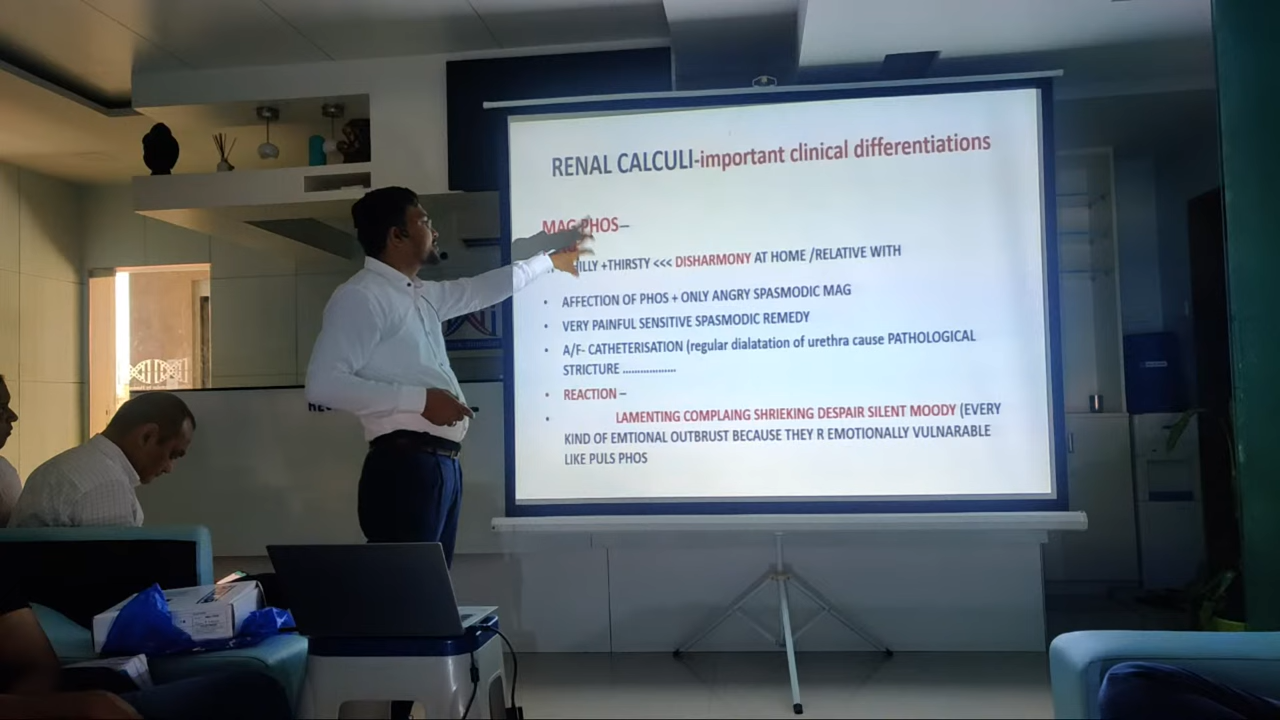 RENAL CALCULI-important clinical differentiations
MAG PHOS–
HILLY +THIRSTY <<< DISHARMONY AT HOME /RELATIVE WITH
• AFFECTION OF PHOS + ONLY ANGRY SPASMODIC MAG
• VERY PAINFUL SENSITIVE SPASMODIC REMEDY
• A/F- CATHETERISATION (regular dialatation of urethra cause PATHOLOGICAL
STRICTURE ..................
• REACTION –
• LAMENTING COMPLAING SHRIEKING DESPAIR SILENT MOODY (EVERY
KIND OF EMTIONAL OUTBRUST BECAUSE THEY R EMOTIONALLY VULNARABLE
LIKE PULS PHOS